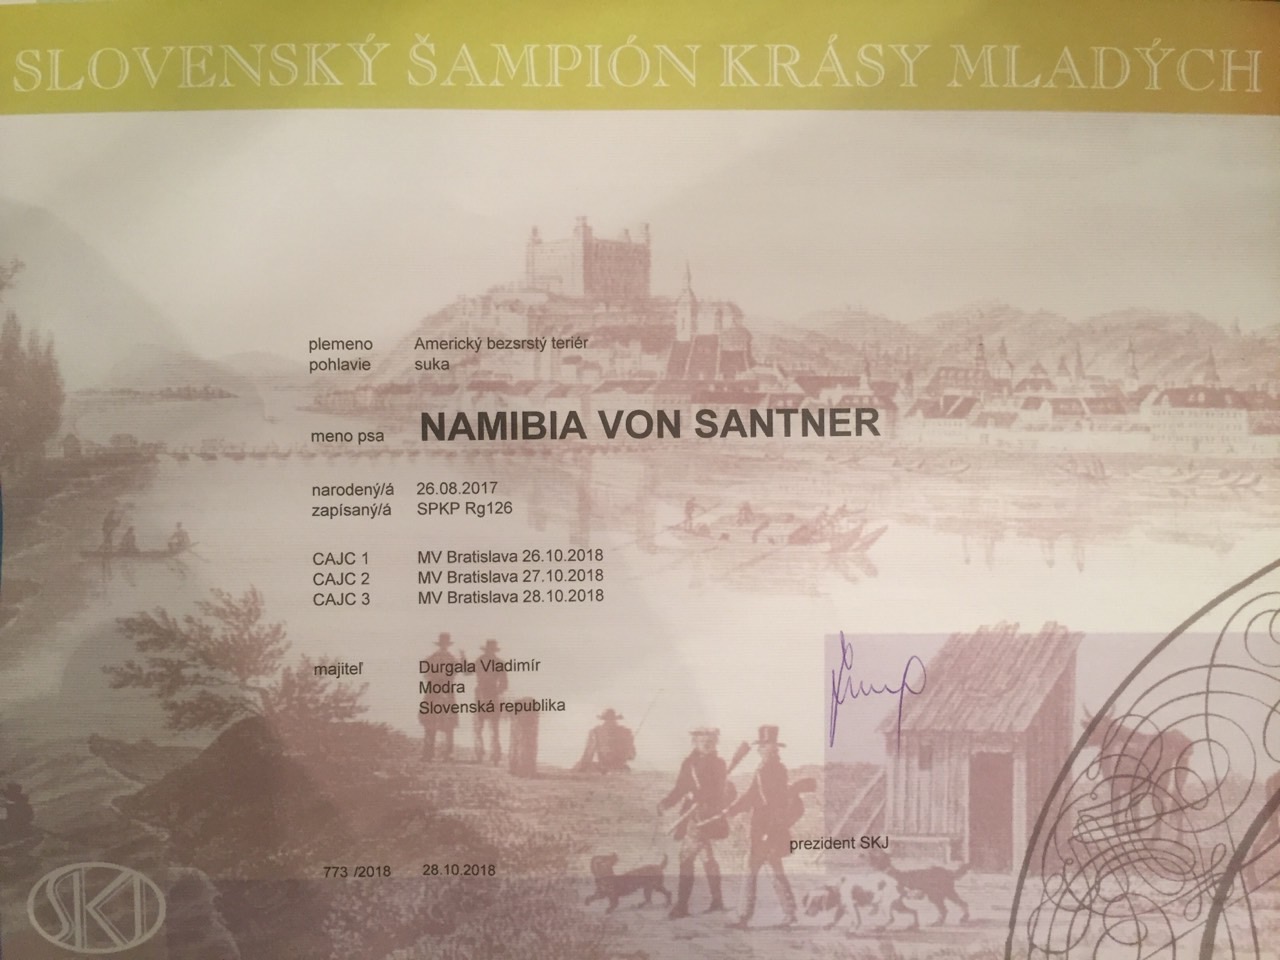 SLOVENSKÝ ŠAMPIÓN KRÁSY MLADÝCH
plemeno Americký bezsrstý teriér
pohlavie suka
meno psa NAMIBIA VON SANTNER
narodený/á 26.08.2017
zapísaný/á SPKP Rg126
CAJC 1 MV Bratislava 26.10.2018
CAJC 2 MV Bratislava 27.10.2018
CAJC 3 MV Bratislava 28.10.2018
majiteľ Durgala Vladimír
Modra
Slovenská republika
prezident SKJ
773 /2018 28.10.2018
SKJ